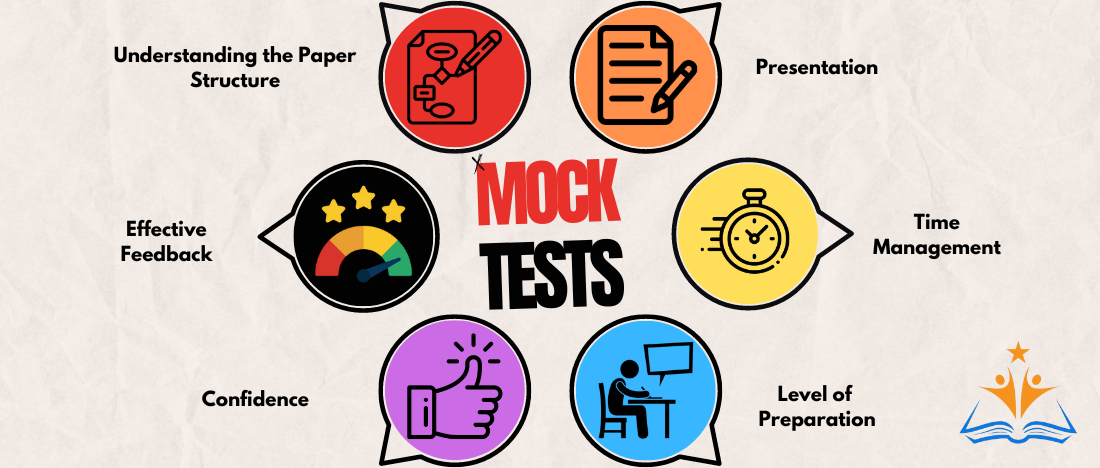 Understanding the Paper
Structure
Presentation
MOCK
TESTS
Effective
Feedback
Time
Management
Confidence
Level of
Preparation